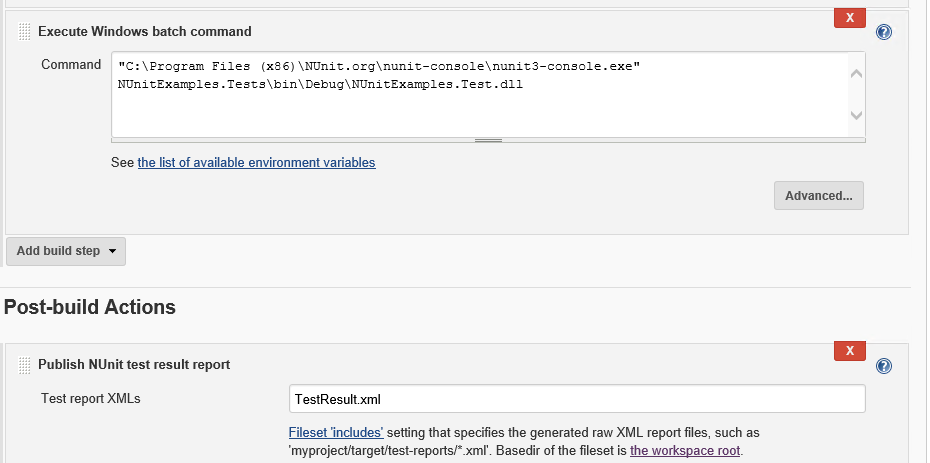 X
Execute Windows batch command
?
Command
"C:\Program Files (x86)\NUnit.org\nunit-console\nunit3-console.exe"
NUnitExamples.Tests\bin\Debug\NUnitExamples.Test.dll
See the list of available environment variables
Advanced...
Add build step
Post-build Actions
X
Publish NUnit test result report
?
Test report XMLs
TestResult.xml
Fileset 'includes' setting that specifies the generated raw XML report files, such as
'myproject/target/test-reports/*.xml'. Basedir of the fileset is the workspace root.